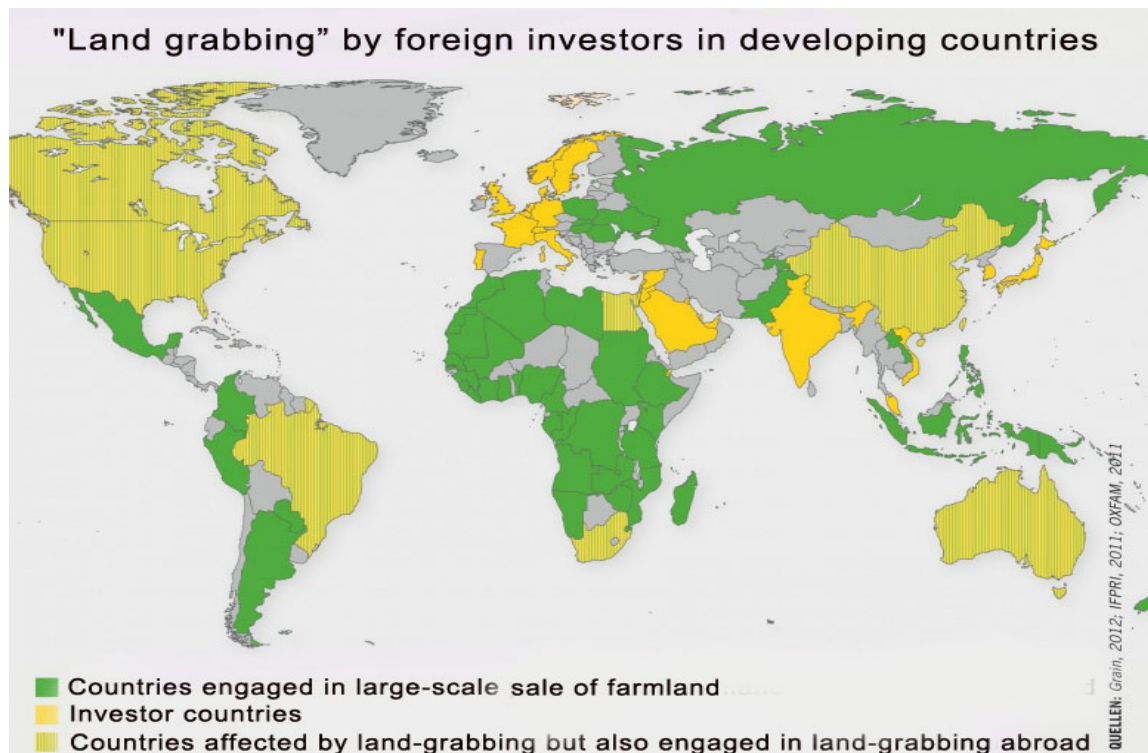 "Land grabbing” by foreign investors in developing countries
Countries engaged in large-scale sale of farmland
Investor countries
Countries affected by land-grabbing but also engaged in land-grabbing abroad
QUELLEN: Grain, 2012; IFPRI, 2011; OXFAM, 2011